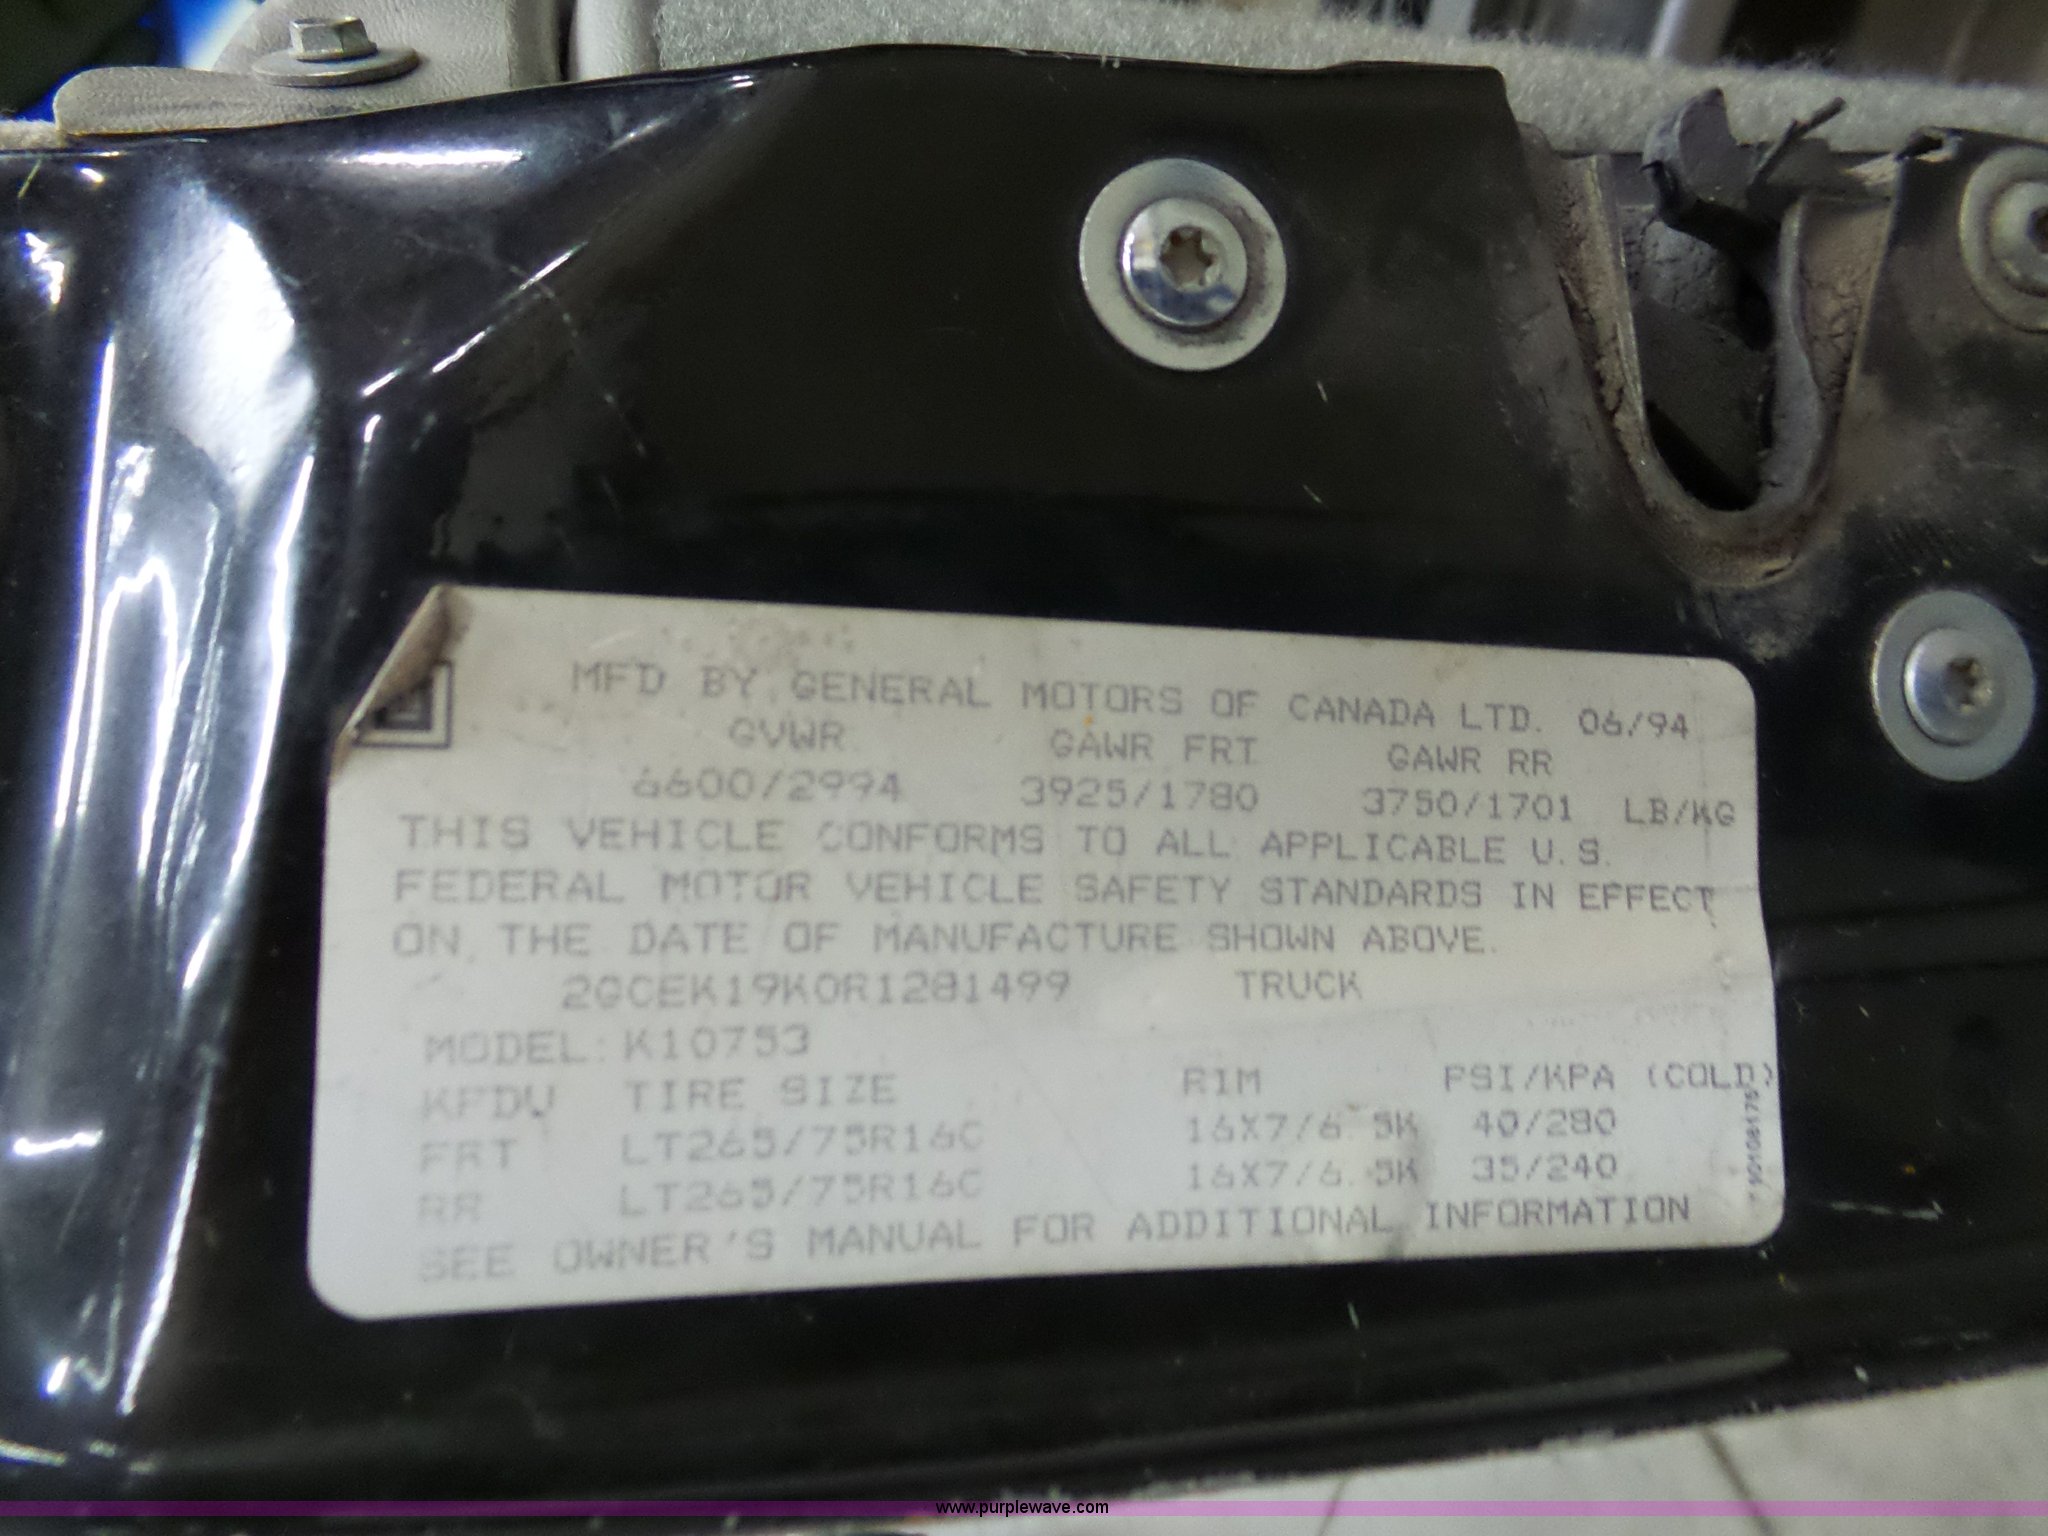 GM
MFD BY GENERAL MOTORS OF CANADA LTD. 06/94
GVWR GAWR FRT GAWR RR
6600/2994 3925/1780 3750/1701 LB/KG
THIS VEHICLE CONFORMS TO ALL APPLICABLE U.S.
FEDERAL MOTOR VEHICLE SAFETY STANDARDS IN EFFECT
ON THE DATE OF MANUFACTURE SHOWN ABOVE.
2GCEK19K0R1281499 TRUCK
MODEL: K10753
TIRE SIZE RIM PSI/KPA (COLD)
FRT LT265/75R16C 16X7/6.5K 40/280
RR LT265/75R16C 16X7/6.5K 35/240
SEE OWNER'S MANUAL FOR ADDITIONAL INFORMATION
www.purplewave.com